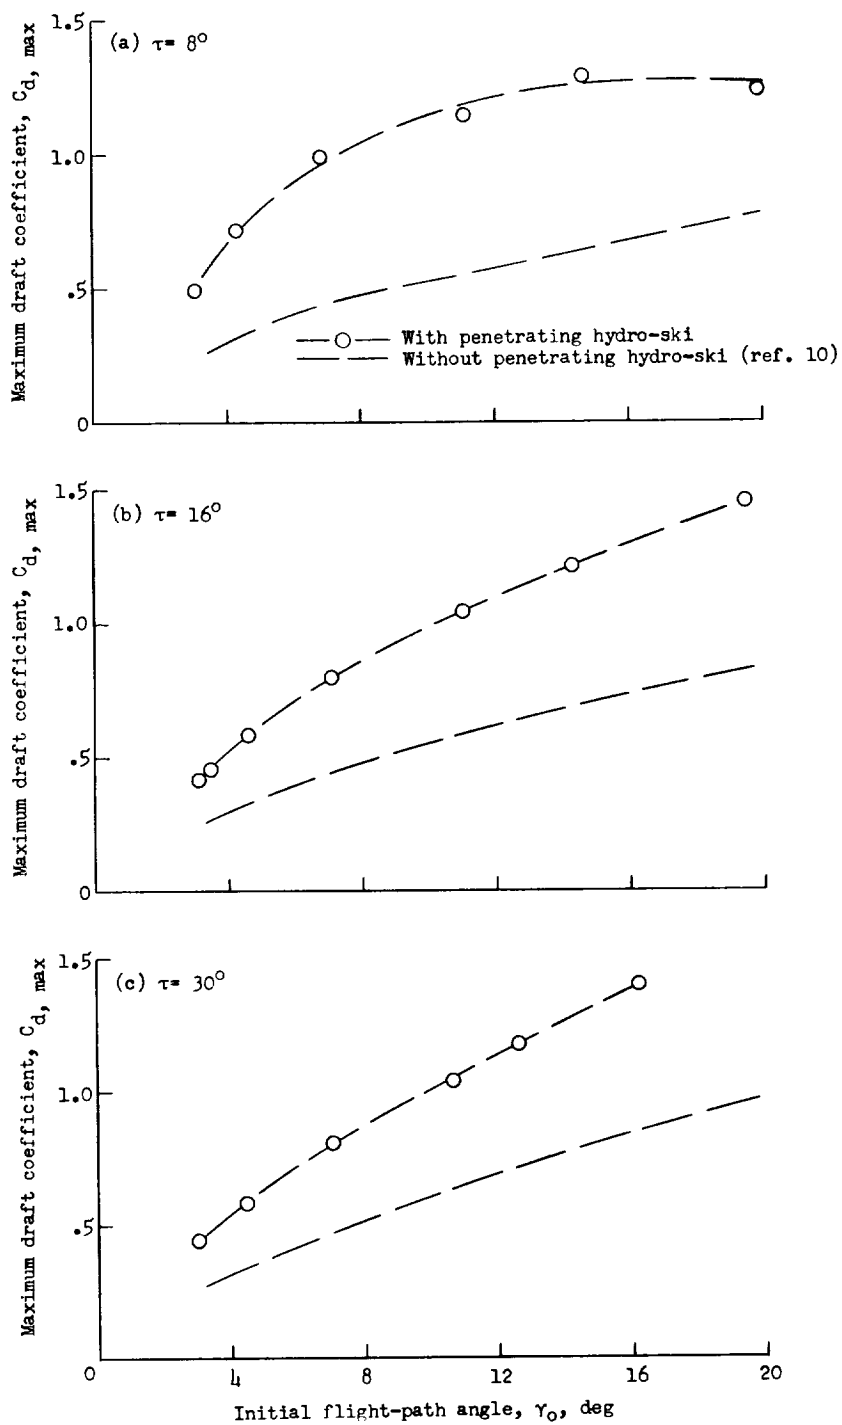 1.5
(a) τ= 8°
1.0
.5
0
Maximum draft coefficient, C_d, max
With penetrating hydro-ski
Without penetrating hydro-ski (ref. 10)
1.5
(b) τ= 16°
1.0
.5
0
Maximum draft coefficient, C_d, max
1.5
(c) τ= 30°
1.0
.5
Maximum draft coefficient, C_d, max
0 4 8 12 16 20
Initial flight-path angle, γ_o, deg